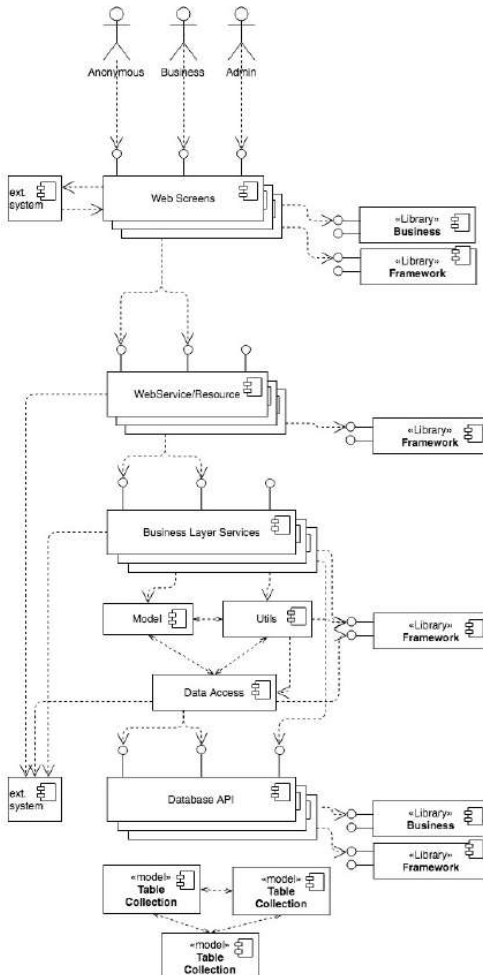 Anonymous
Business
Admin
ext.
system
Web Screens
«Library»
Business
«Library»
Framework
WebService/Resource
«Library»
Framework
Business Layer Services
Model
Utils
«Library»
Framework
Data Access
ext.
system
Database API
«Library»
Business
«Library»
Framework
«model»
Table
Collection
«model»
Table
Collection
«model»
Table
Collection